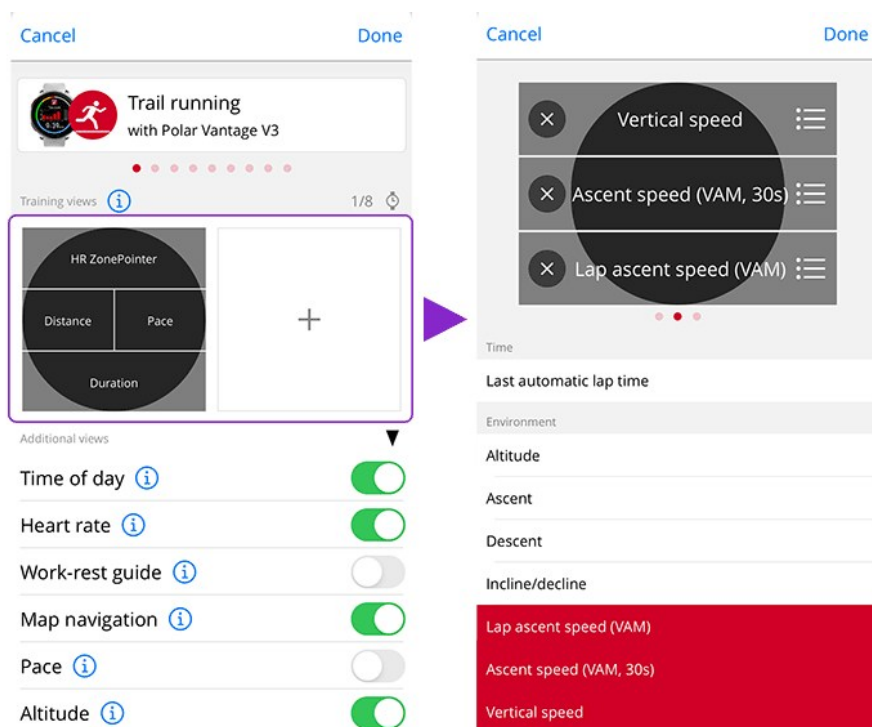 Cancel
Done
Trail running
with Polar Vantage V3
Training views
1/8
HR ZonePointer
Distance
Pace
Duration
Additional views
Time of day
Heart rate
Work-rest guide
Map navigation
Pace
Altitude
Cancel
Done
Vertical speed
Ascent speed (VAM, 30s)
Lap ascent speed (VAM)
Time
Last automatic lap time
Environment
Altitude
Ascent
Descent
Incline/decline
Lap ascent speed (VAM)
Ascent speed (VAM, 30s)
Vertical speed